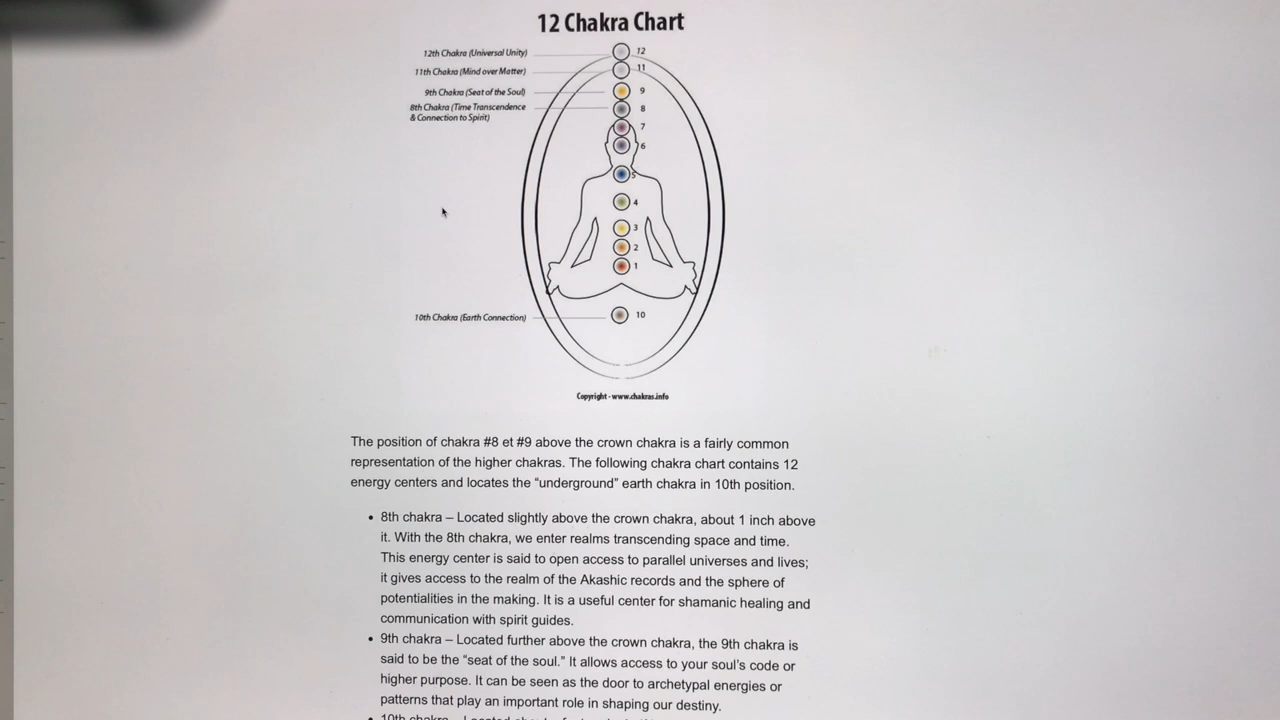 12 Chakra Chart
12th Chakra (Universal Unity)
12
11th Chakra (Mind over Matter)
11
9th Chakra (Seat of the Soul)
9
8th Chakra (Time Transcendence
& Connection to Spirit)
8
7
6
5
4
3
2
1
10th Chakra (Earth Connection)
10
Copyright - www.chakras.info
The position of chakra #8 et #9 above the crown chakra is a fairly common
representation of the higher chakras. The following chakra chart contains 12
energy centers and locates the “underground” earth chakra in 10th position.
• 8th chakra – Located slightly above the crown chakra, about 1 inch above
it. With the 8th chakra, we enter realms transcending space and time.
This energy center is said to open access to parallel universes and lives;
it gives access to the realm of the Akashic records and the sphere of
potentialities in the making. It is a useful center for shamanic healing and
communication with spirit guides.
• 9th chakra – Located further above the crown chakra, the 9th chakra is
said to be the “seat of the soul.” It allows access to your soul’s code or
higher purpose. It can be seen as the door to archetypal energies or
patterns that play an important role in shaping our destiny.
• 10th chakra – Located